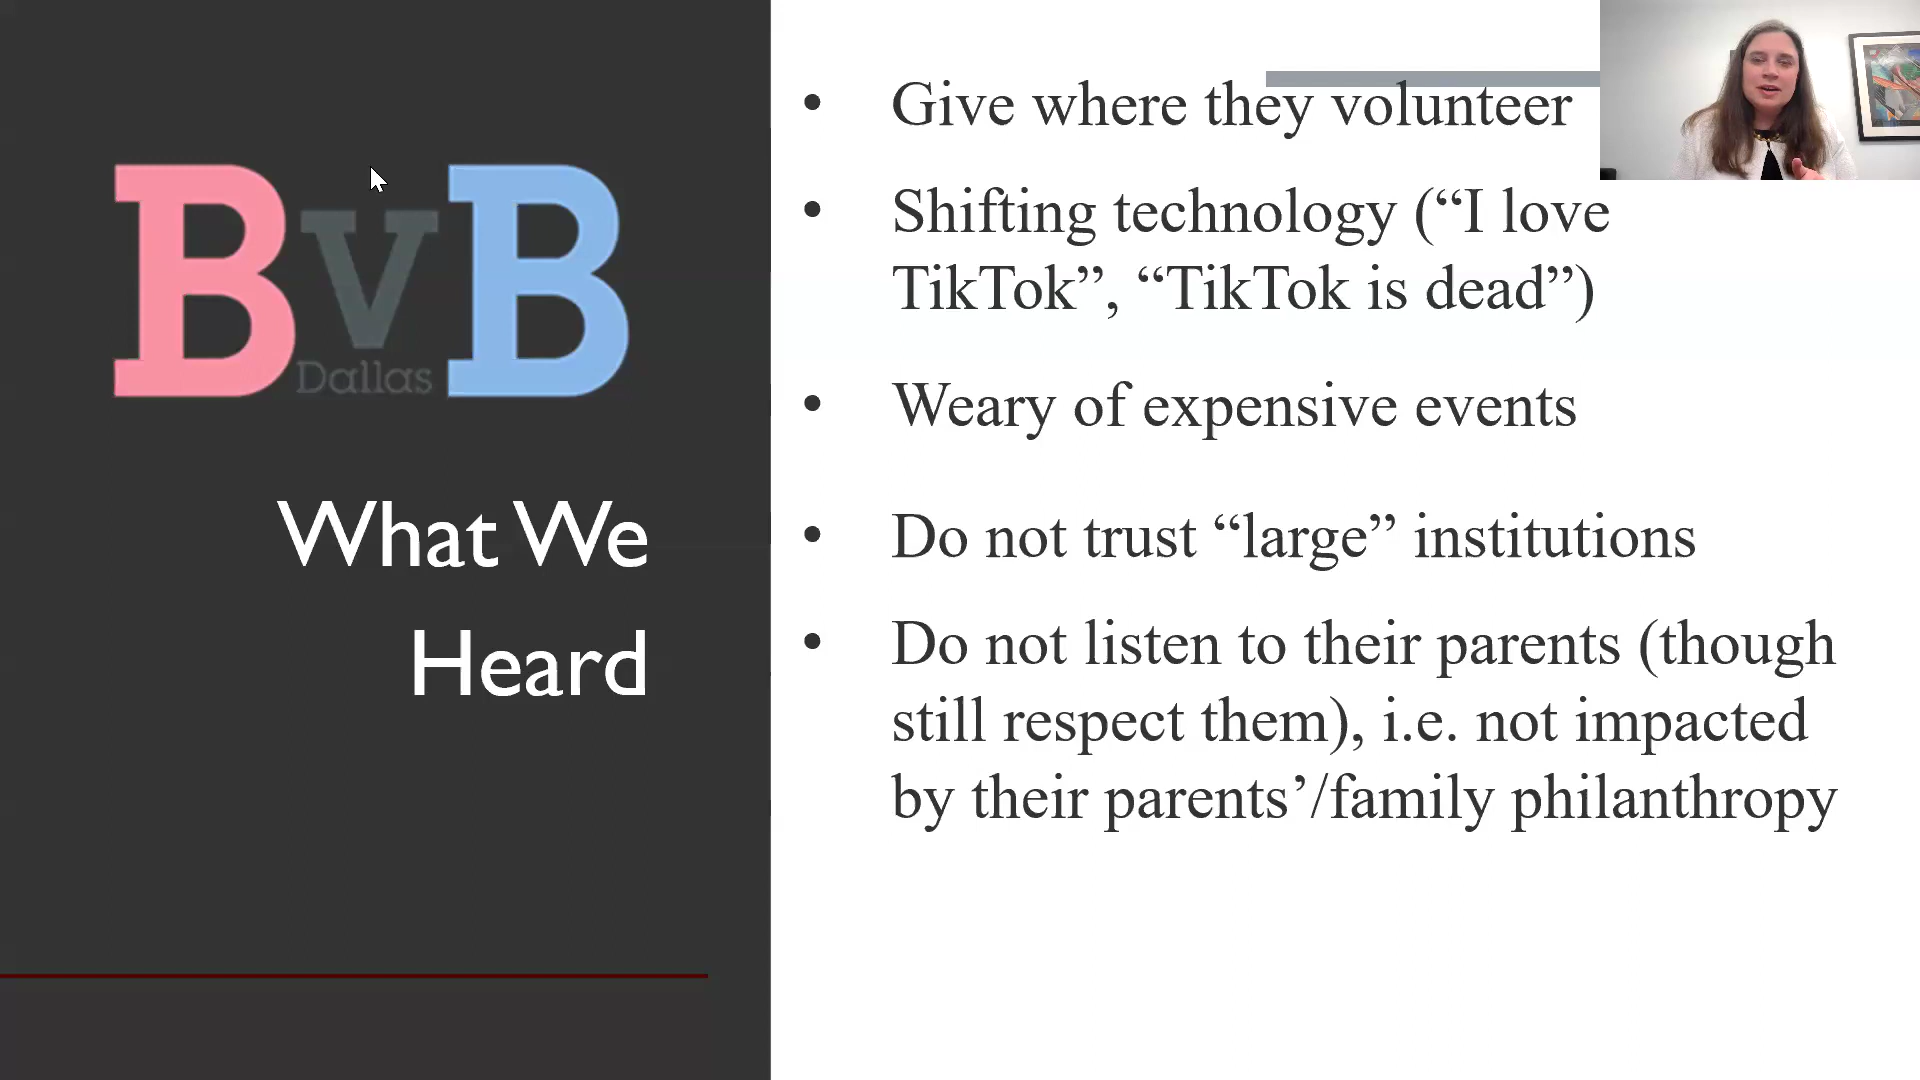 BvB
Dallas
What We
Heard
• Give where they volunteer
• Shifting technology (“I love
TikTok”, “TikTok is dead”)
• Weary of expensive events
• Do not trust “large” institutions
• Do not listen to their parents (though
still respect them), i.e. not impacted
by their parents’/family philanthropy